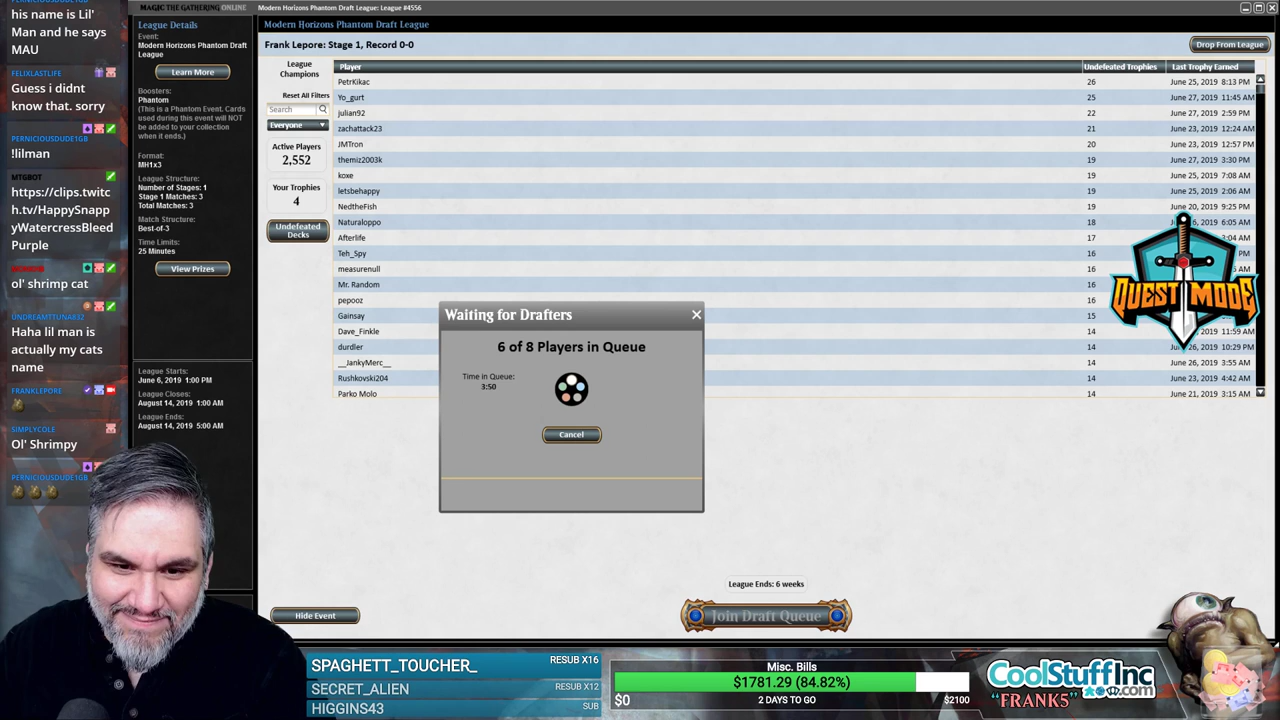 his name is Lil'
Man and he says
MAU
FELIXLASTLIFE
Guess i didnt
know that. sorry
PERNICIOUSDUDE1GB
!lilman
MTGBOT
https://clips.twitc
h.tv/HappySnapp
yWatercressBleed
Purple
ol' shrimp cat
UNDREAMTTUNA832
Haha lil man is
actually my cats
name
FRANKLEPORE
SIMPLYCOLE
Ol' Shrimpy
PERNICIOUSDUDE1GB
MAGIC THE GATHERING ONLINE
Modern Horizons Phantom Draft League: League #4556
League Details
Event:
Modern Horizons Phantom Draft
League
Learn More
Boosters:
Phantom
(This is a Phantom Event. Cards
used during this event will NOT
be added to your collection
when it ends.)
Format:
MH1x3
League Structure:
Number of Stages: 1
Stage 1 Matches: 3
Total Matches: 3
Match Structure:
Best-of-3
Time Limits:
25 Minutes
View Prizes
League Starts:
June 6, 2019 1:00 PM
League Closes:
August 14, 2019 1:00 AM
League Ends:
August 14, 2019 5:00 AM
Modern Horizons Phantom Draft League
Frank Lepore: Stage 1, Record 0-0
Drop From League
League
Champions
Reset All Filters
Search
Everyone
Active Players
2,552
Your Trophies
4
Undefeated
Decks
Player Undefeated Trophies Last Trophy Earned
PetrKikac 26 June 25, 2019 8:13 PM
Yo_gurt 25 June 27, 2019 11:45 AM
julian92 22 June 27, 2019 2:59 PM
zachattack23 21 June 23, 2019 12:24 AM
JMTron 20 June 23, 2019 12:57 PM
themiz2003k 19 June 27, 2019 3:30 PM
koxe 19 June 25, 2019 7:08 AM
letsbehappy 19 June 25, 2019 2:06 AM
NedtheFish 19 June 20, 2019 9:25 PM
Naturaloppo 18 6, 2019 6:05 AM
Afterlife 17 3:04 AM
Teh_Spy 16 PM
measurenull 16 AM
Mr. Random 16 AM
pepooz 16
Gainsay 15
Dave_Finkle 14 11:59 AM
durdler 14 2019 10:29 PM
__JankyMerc__ 14 June 26, 2019 3:55 AM
Rushkovski204 14 June 23, 2019 4:42 AM
Parko Molo 14 June 21, 2019 3:15 AM
QUEST MODE
Waiting for Drafters
6 of 8 Players in Queue
Time in Queue:
3:50
Cancel
League Ends: 6 weeks
Hide Event
Join Draft Queue
SPAGHETT_TOUCHER_ RESUB X16
SECRET_ALIEN RESUB X12
HIGGINS43 SUB
Misc. Bills
$1781.29 (84.82%)
$0 2 DAYS TO GO $2100
CoolStuffInc
.com
"FRANK5"